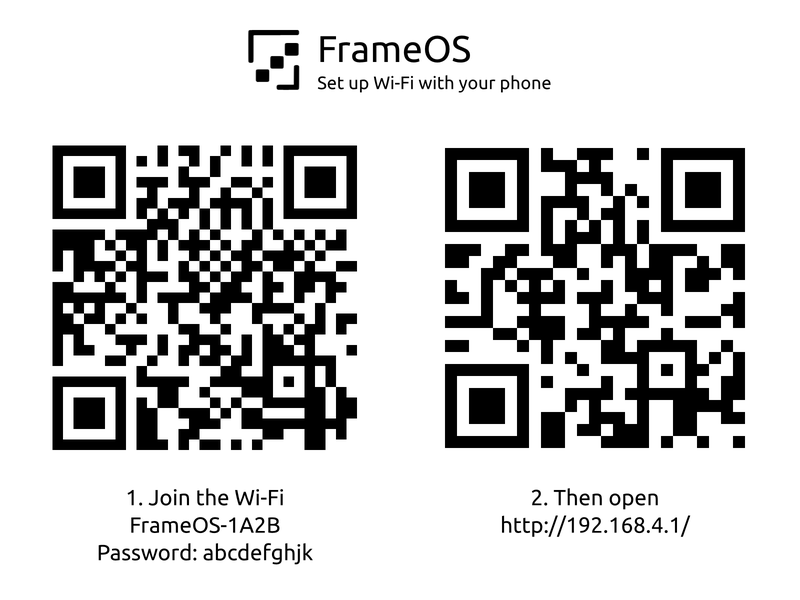 FrameOS
Set up Wi-Fi with your phone
1. Join the Wi-Fi
FrameOS-1A2B
Password: abcdefghjk
2. Then open
http://192.168.4.1/